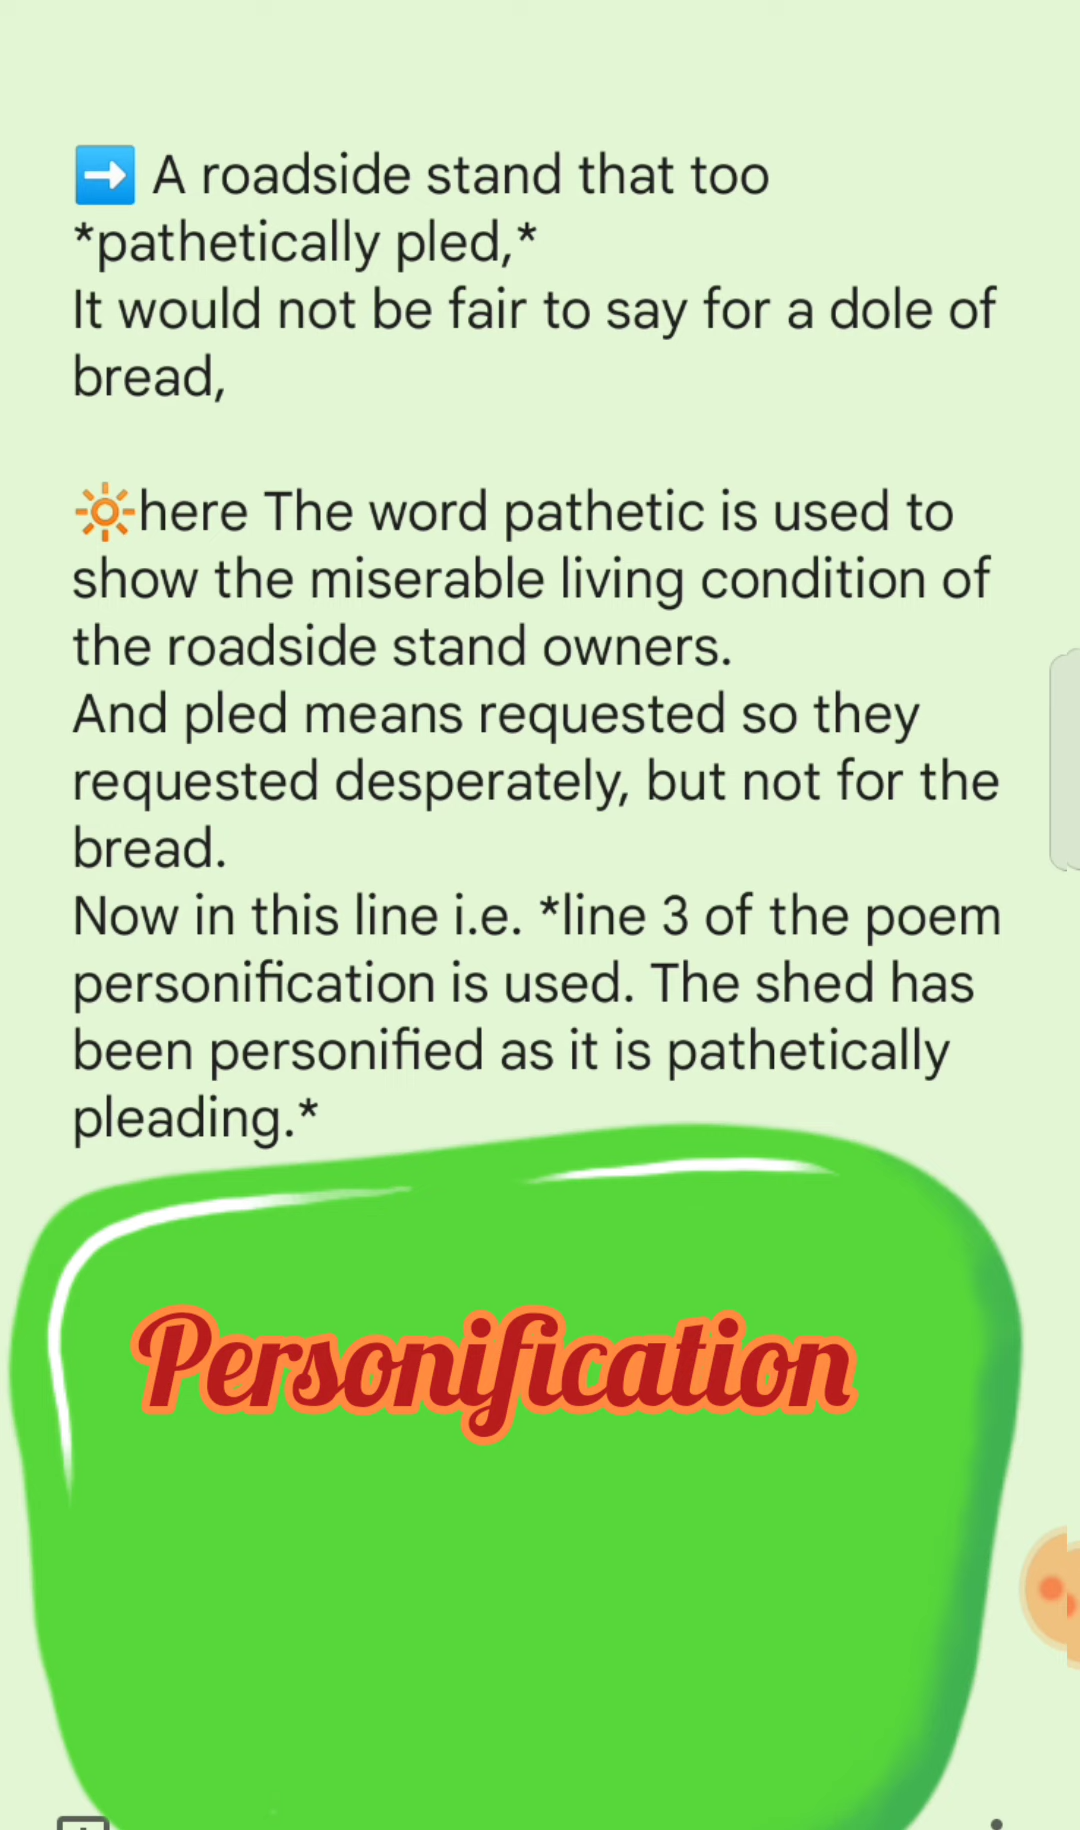 ➡️ A roadside stand that too
*pathetically pled,*
It would not be fair to say for a dole of
bread,
🔆here The word pathetic is used to
show the miserable living condition of
the roadside stand owners.
And pled means requested so they
requested desperately, but not for the
bread.
Now in this line i.e. *line 3 of the poem
personification is used. The shed has
been personified as it is pathetically
pleading.*
Personification